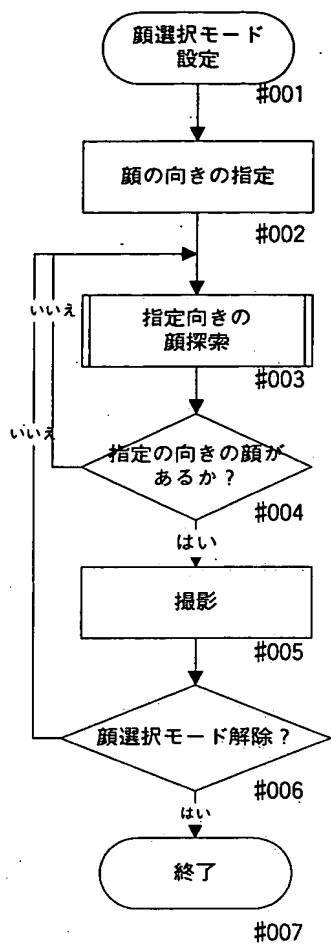 顔選択モード
設定
#001
顔の向きの指定
#002
いいえ
指定向きの
顔探索
#003
いいえ
指定の向きの顔が
あるか？
#004
はい
撮影
#005
顔選択モード解除？
#006
はい
終了
#007